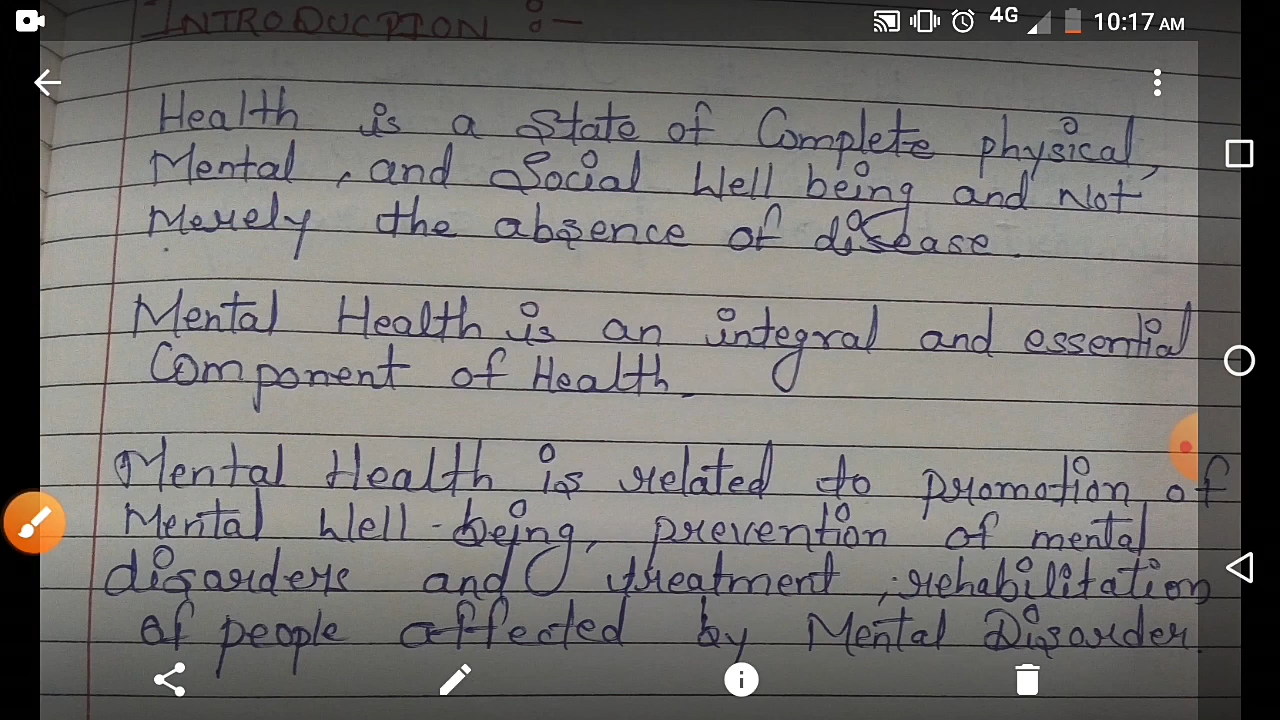 4G 10:17 AM
INTRODUCTION :-
Health is a State of Complete physical,
Mental, and Social Well being and Not
Merely the absence of disease.
Mental Health is an integral and essential
Component of Health.
Mental Health is related to promotion of
Mental Well-being, prevention of mental
disorders and treatment, rehabilitation
of people affected by Mental Disorder.